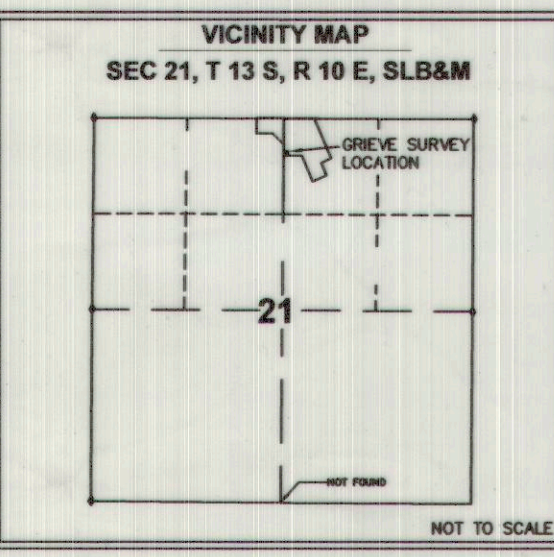 VICINITY MAP
SEC 21, T 13 S, R 10 E, SLB&M
GRIEVE SURVEY
LOCATION
21
NOT FOUND
NOT TO SCALE